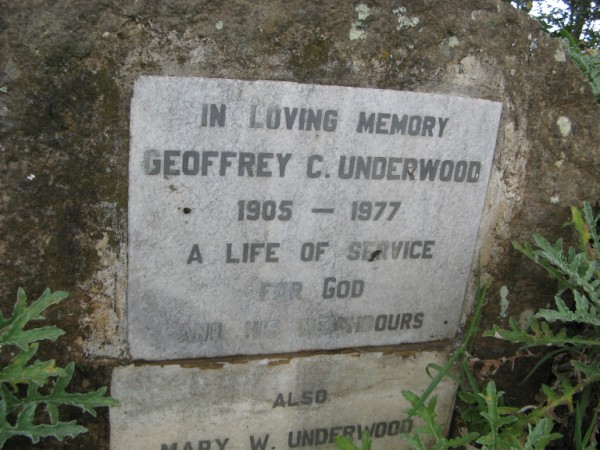 IN LOVING MEMORY
GEOFFREY C. UNDERWOOD
1905 — 1977
A LIFE OF SERVICE
FOR GOD
AND HIS NEIGHBOURS
ALSO
MARY W. UNDERWOOD